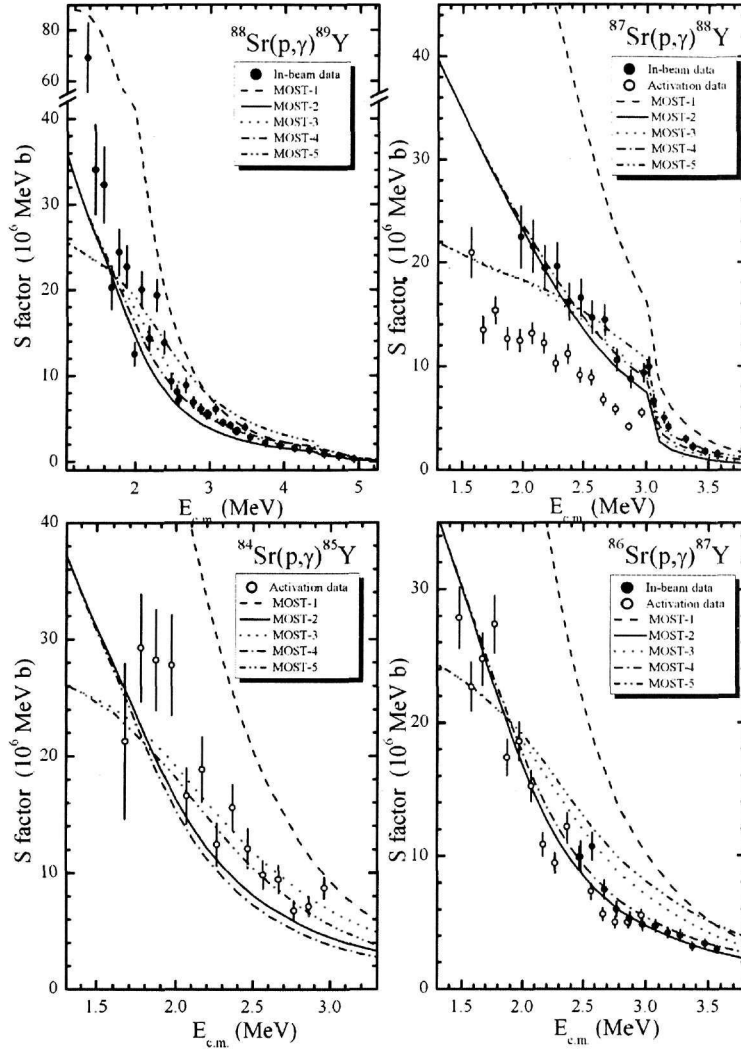 ⁸⁸Sr(p,γ)⁸⁹Y
In-beam data
MOST-1
MOST-2
MOST-3
MOST-4
MOST-5
80
60
40
30
20
10
0
S factor (10⁶ MeV b)
2
3
4
5
E_c.m. (MeV)
⁸⁷Sr(p,γ)⁸⁸Y
In-beam data
Activation data
MOST-1
MOST-2
MOST-3
MOST-4
MOST-5
40
30
20
10
0
S factor (10⁶ MeV b)
1.5
2.0
2.5
3.0
3.5
E_c.m. (MeV)
⁸⁴Sr(p,γ)⁸⁵Y
Activation data
MOST-1
MOST-2
MOST-3
MOST-4
MOST-5
40
30
20
10
0
S factor (10⁶ MeV b)
1.5
2.0
2.5
3.0
E_c.m. (MeV)
⁸⁶Sr(p,γ)⁸⁷Y
In-beam data
Activation data
MOST-1
MOST-2
MOST-3
MOST-4
MOST-5
30
20
10
0
S factor (10⁶ MeV b)
1.5
2.0
2.5
3.0
3.5
E_c.m. (MeV)